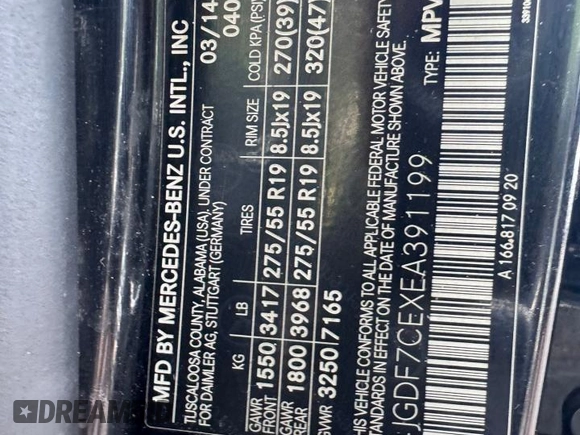 MFD BY MERCEDES-BENZ U.S. INTL., INC
TUSCALOOSA COUNTY, ALABAMA (USA), UNDER CONTRACT
FOR DAIMLER AG, STUTTGART (GERMANY)
03/14
040
KG LB TIRES RIM SIZE COLD KPA(PSI
GAWR FRONT 1550 3417 275/55 R19 8.5Jx19 270(39)
GAWR REAR 1800 3968 275/55 R19 8.5Jx19 320(47)
GVWR 3250 7165
THIS VEHICLE CONFORMS TO ALL APPLICABLE FEDERAL MOTOR VEHICLE SAFETY
STANDARDS IN EFFECT ON THE DATE OF MANUFACTURE SHOWN ABOVE.
JGDF7CEXEA391199
TYPE: MPV
A 166 817 09 20
DREAM